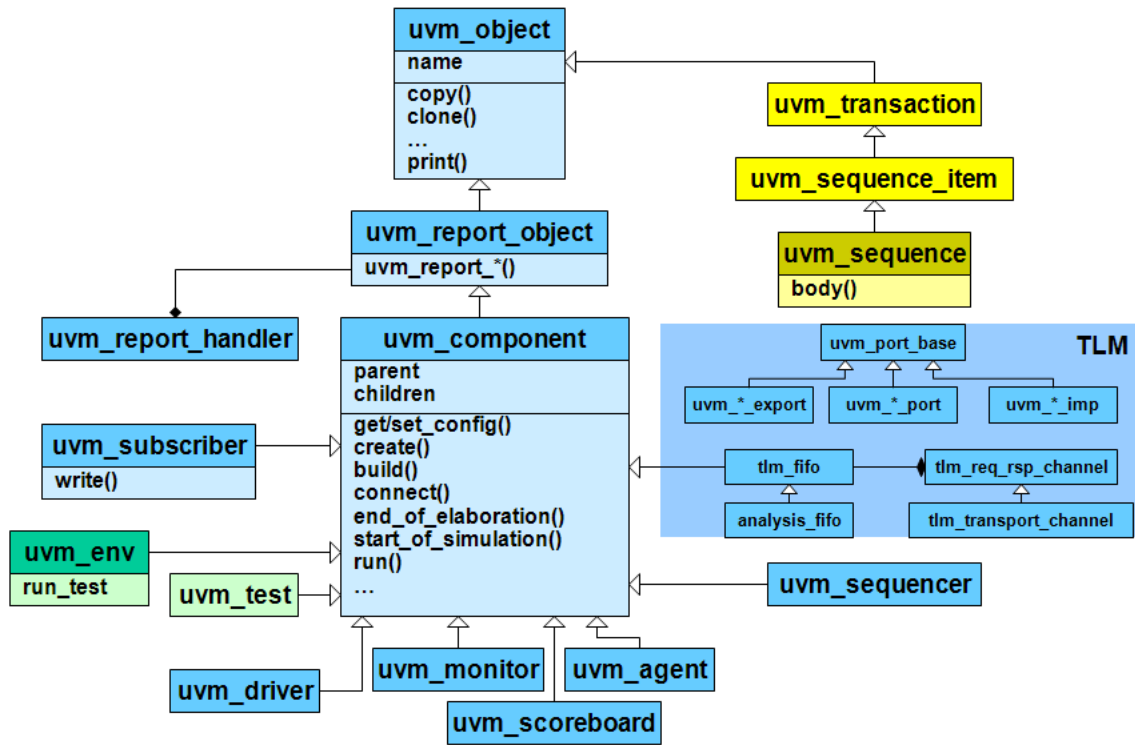 uvm_object
name
copy()
clone()
...
print()
uvm_transaction
uvm_sequence_item
uvm_sequence
body()
uvm_report_object
uvm_report_*()
uvm_report_handler
uvm_component
parent
children
get/set_config()
create()
build()
connect()
end_of_elaboration()
start_of_simulation()
run()
...
TLM
uvm_port_base
uvm_*_export
uvm_*_port
uvm_*_imp
tlm_fifo
tlm_req_rsp_channel
analysis_fifo
tlm_transport_channel
uvm_subscriber
write()
uvm_env
run_test
uvm_test
uvm_sequencer
uvm_driver
uvm_monitor
uvm_agent
uvm_scoreboard